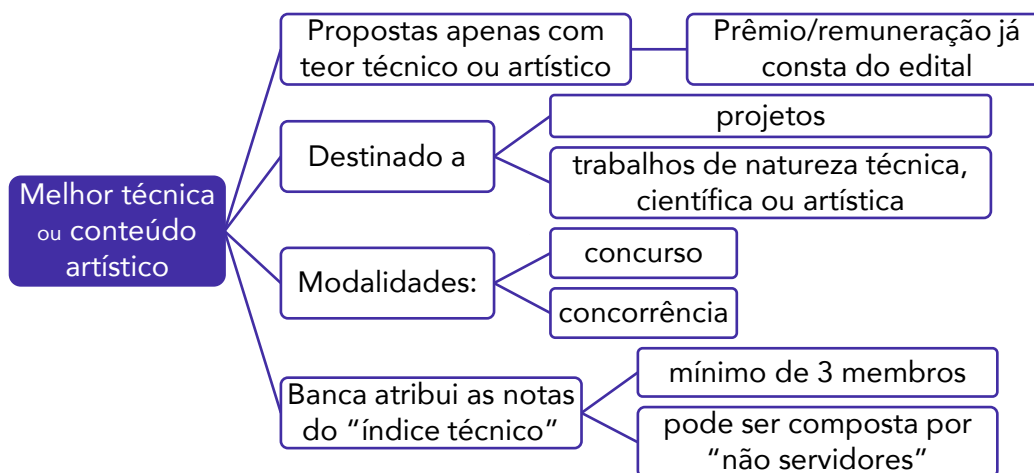 Melhor técnica
ou conteúdo
artístico
Propostas apenas com
teor técnico ou artístico
Prêmio/remuneração já
consta do edital
Destinado a
projetos
trabalhos de natureza técnica,
científica ou artística
Modalidades:
concurso
concorrência
Banca atribui as notas
do “índice técnico”
mínimo de 3 membros
pode ser composta por
“não servidores”